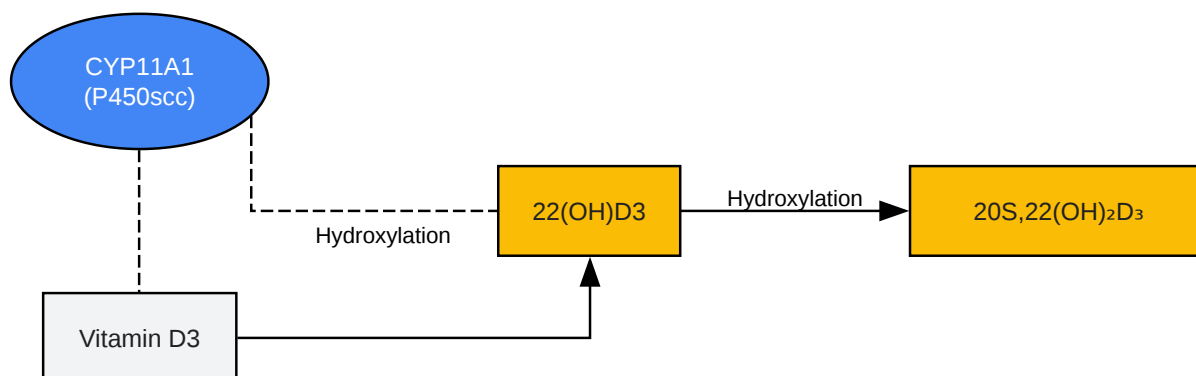 CYP11A1
(P450scc)
22(OH)D3
Hydroxylation
20S,22(OH)₂D₃
Hydroxylation
Vitamin D3